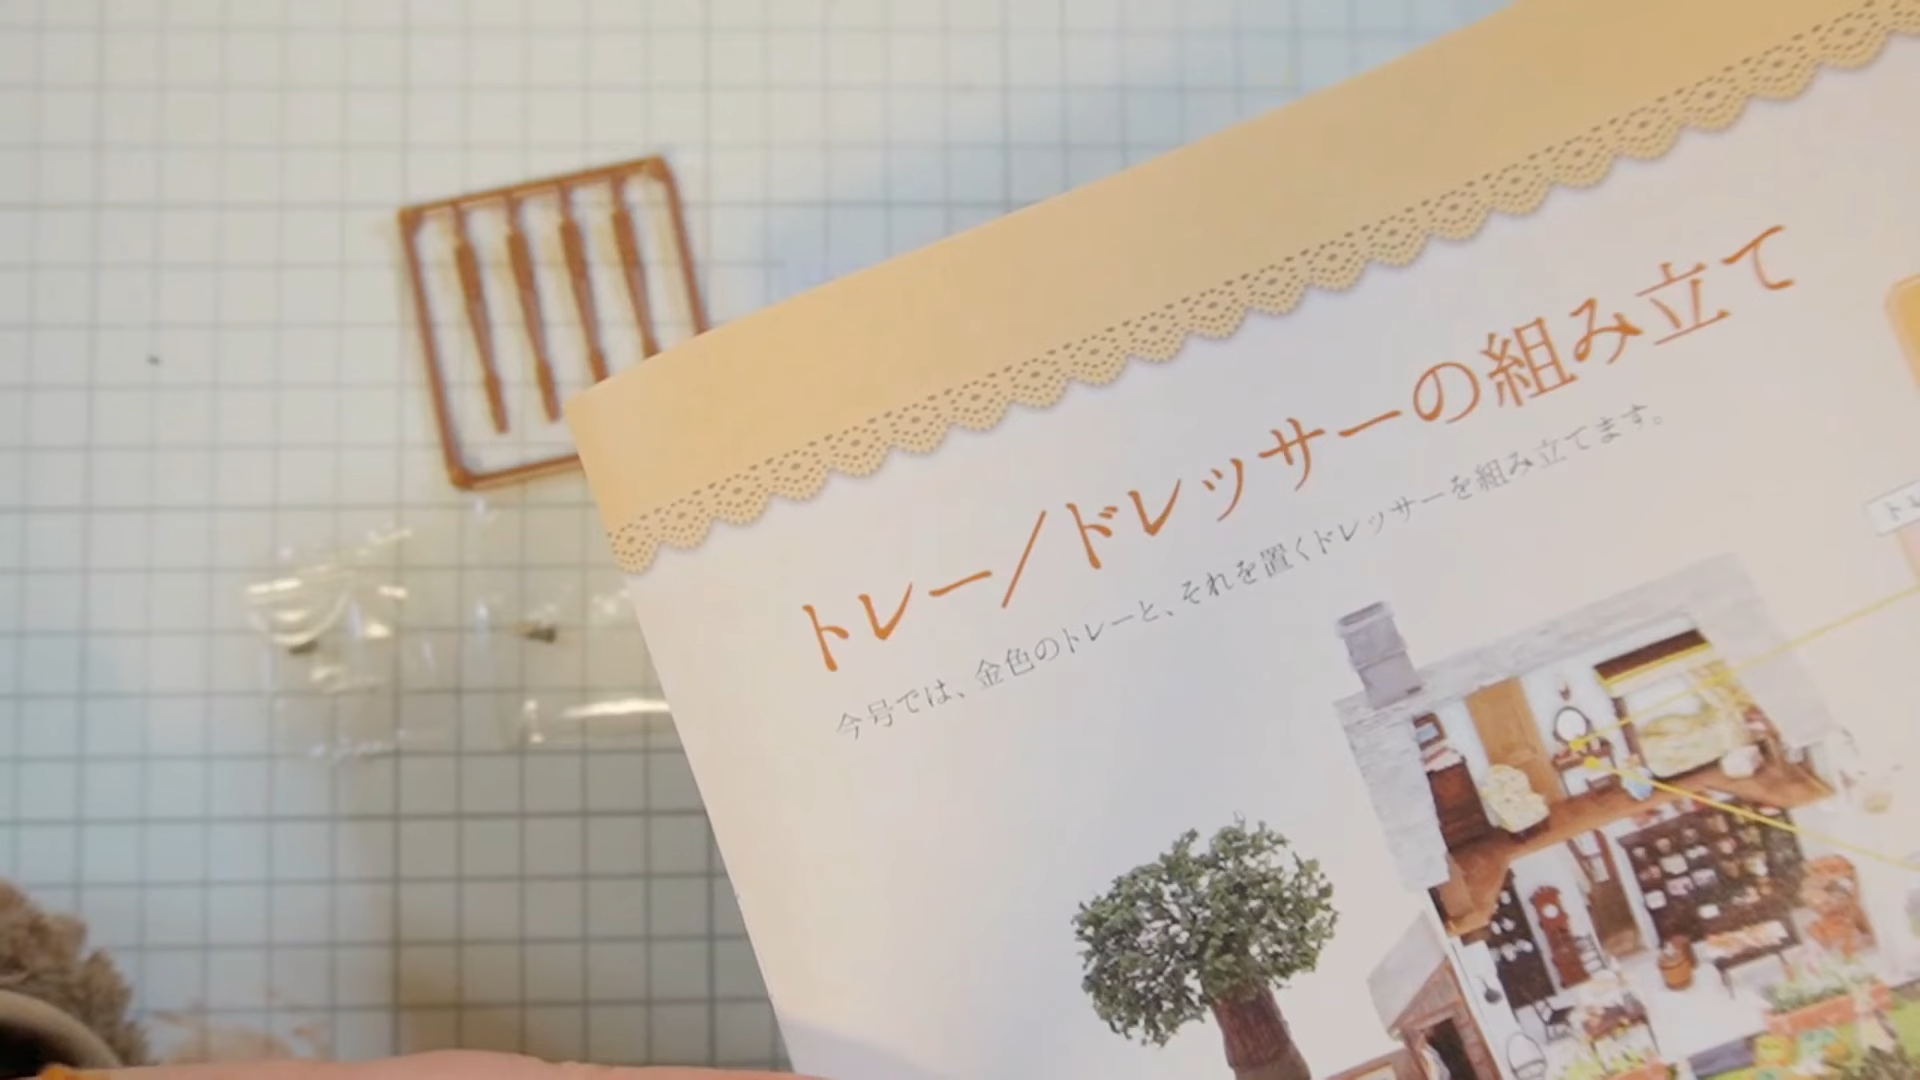 トレー／ドレッサーの組み立て
今号では、金色のトレーと、それを置くドレッサーを組み立てます。
トレ